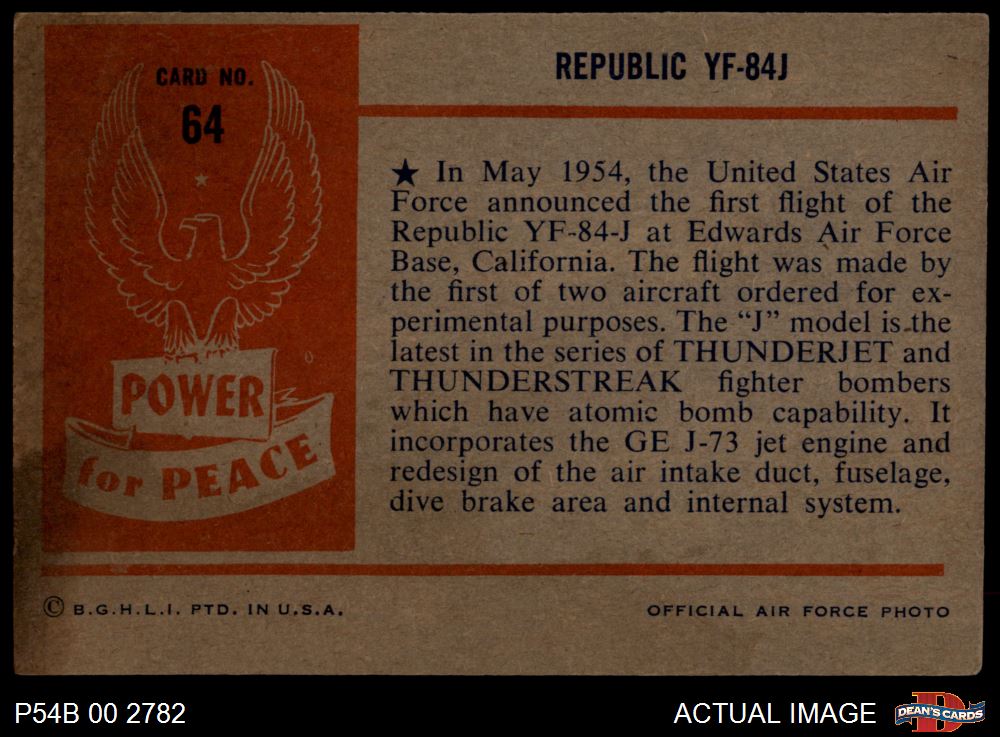 CARD NO.
64
POWER
for PEACE
REPUBLIC YF-84J
★ In May 1954, the United States Air
Force announced the first flight of the
Republic YF-84-J at Edwards Air Force
Base, California. The flight was made by
the first of two aircraft ordered for ex-
perimental purposes. The “J” model is the
latest in the series of THUNDERJET and
THUNDERSTREAK fighter bombers
which have atomic bomb capability. It
incorporates the GE J-73 jet engine and
redesign of the air intake duct, fuselage,
dive brake area and internal system.
© B.G.H.L.I. PTD. IN U.S.A.
OFFICIAL AIR FORCE PHOTO
P54B 00 2782
ACTUAL IMAGE
DEAN'S CARDS